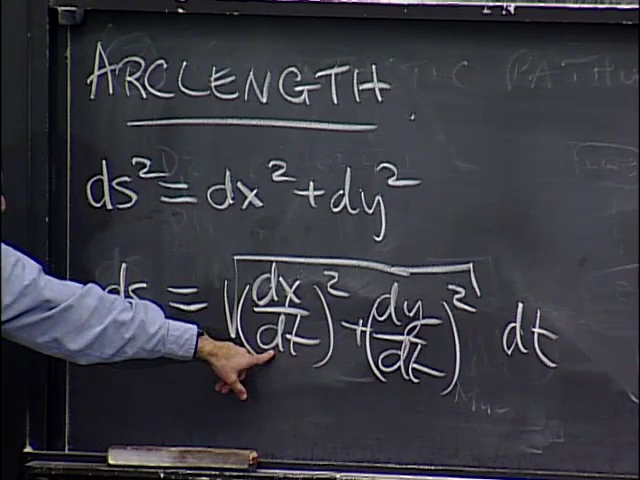 ARCLENGTH
ds² = dx² + dy²
ds = √((dx/dt)² + (dy/dt)²) dt